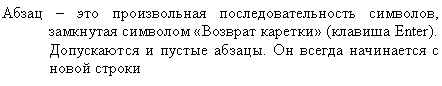 Абзац – это произвольная последовательность символов,
замкнутая символом «Возврат каретки» (клавиша Enter).
Допускаются и пустые абзацы. Он всегда начинается с
новой строки